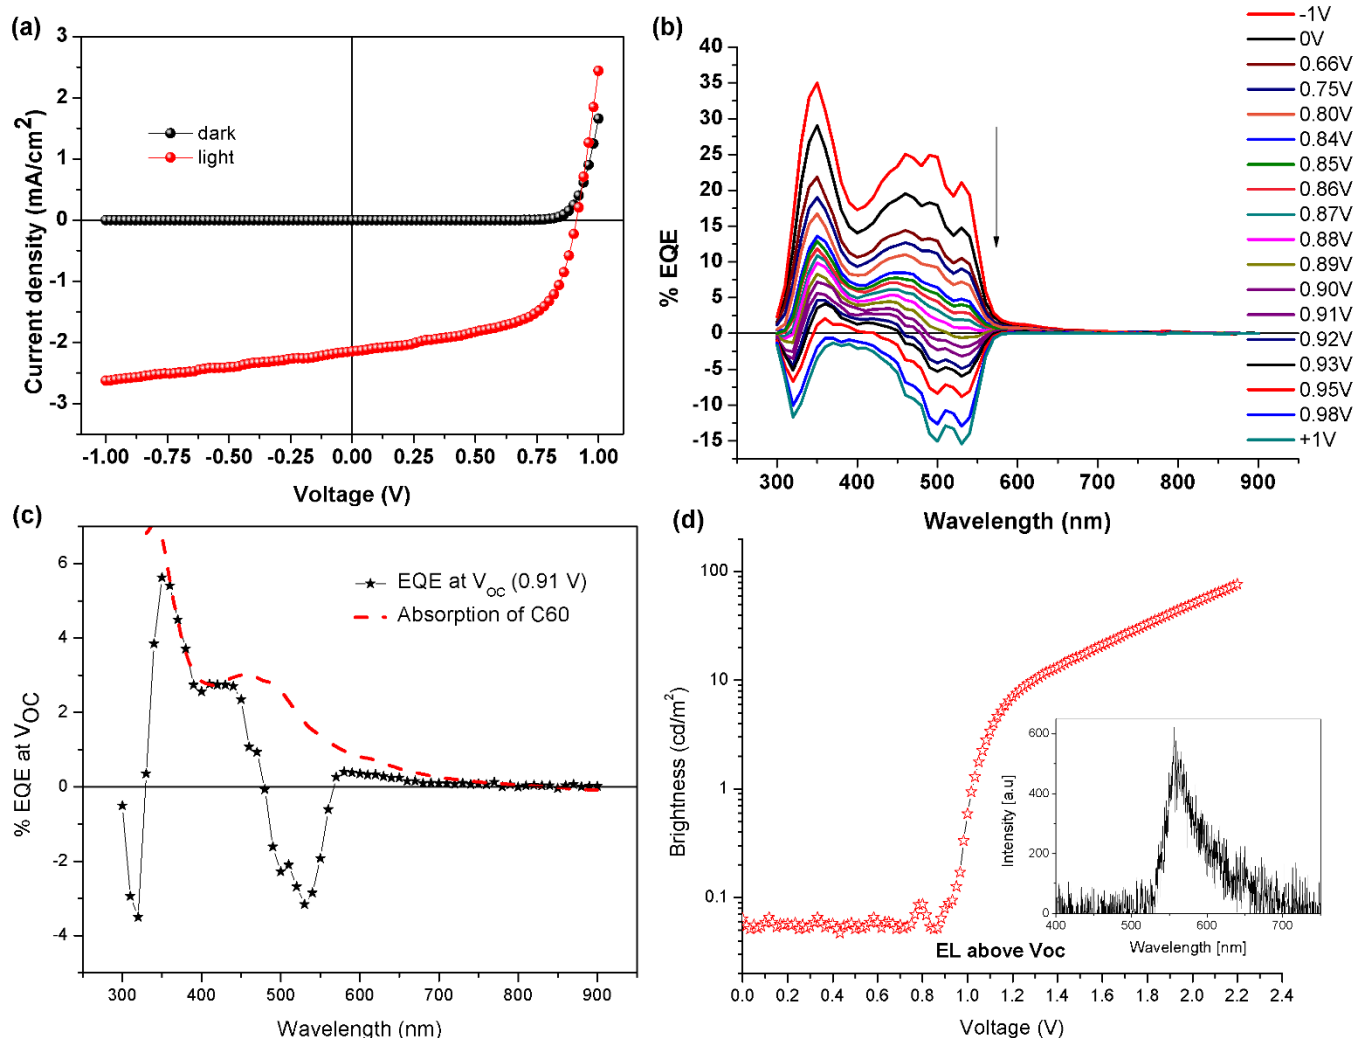 (a)
3
2
1
0
-1
-2
-3
Current density (mA/cm²)
dark
light
-1.00 -0.75 -0.50 -0.25 0.00 0.25 0.50 0.75 1.00
Voltage (V)
(b)
40
35
30
25
20
15
10
5
0
-5
-10
-15
% EQE
300 400 500 600 700 800 900
Wavelength (nm)
-1V
0V
0.66V
0.75V
0.80V
0.84V
0.85V
0.86V
0.87V
0.88V
0.89V
0.90V
0.91V
0.92V
0.93V
0.95V
0.98V
+1V
(c)
6
4
2
0
-2
-4
% EQE at VOC
EQE at VOC (0.91 V)
Absorption of C60
300 400 500 600 700 800 900
Wavelength (nm)
(d)
100
10
1
0.1
Brightness (cd/m²)
EL above Voc
0.0 0.2 0.4 0.6 0.8 1.0 1.2 1.4 1.6 1.8 2.0 2.2 2.4
Voltage (V)
600
400
200
0
Intensity [a.u
400 500 600 700
Wavelength [nm]